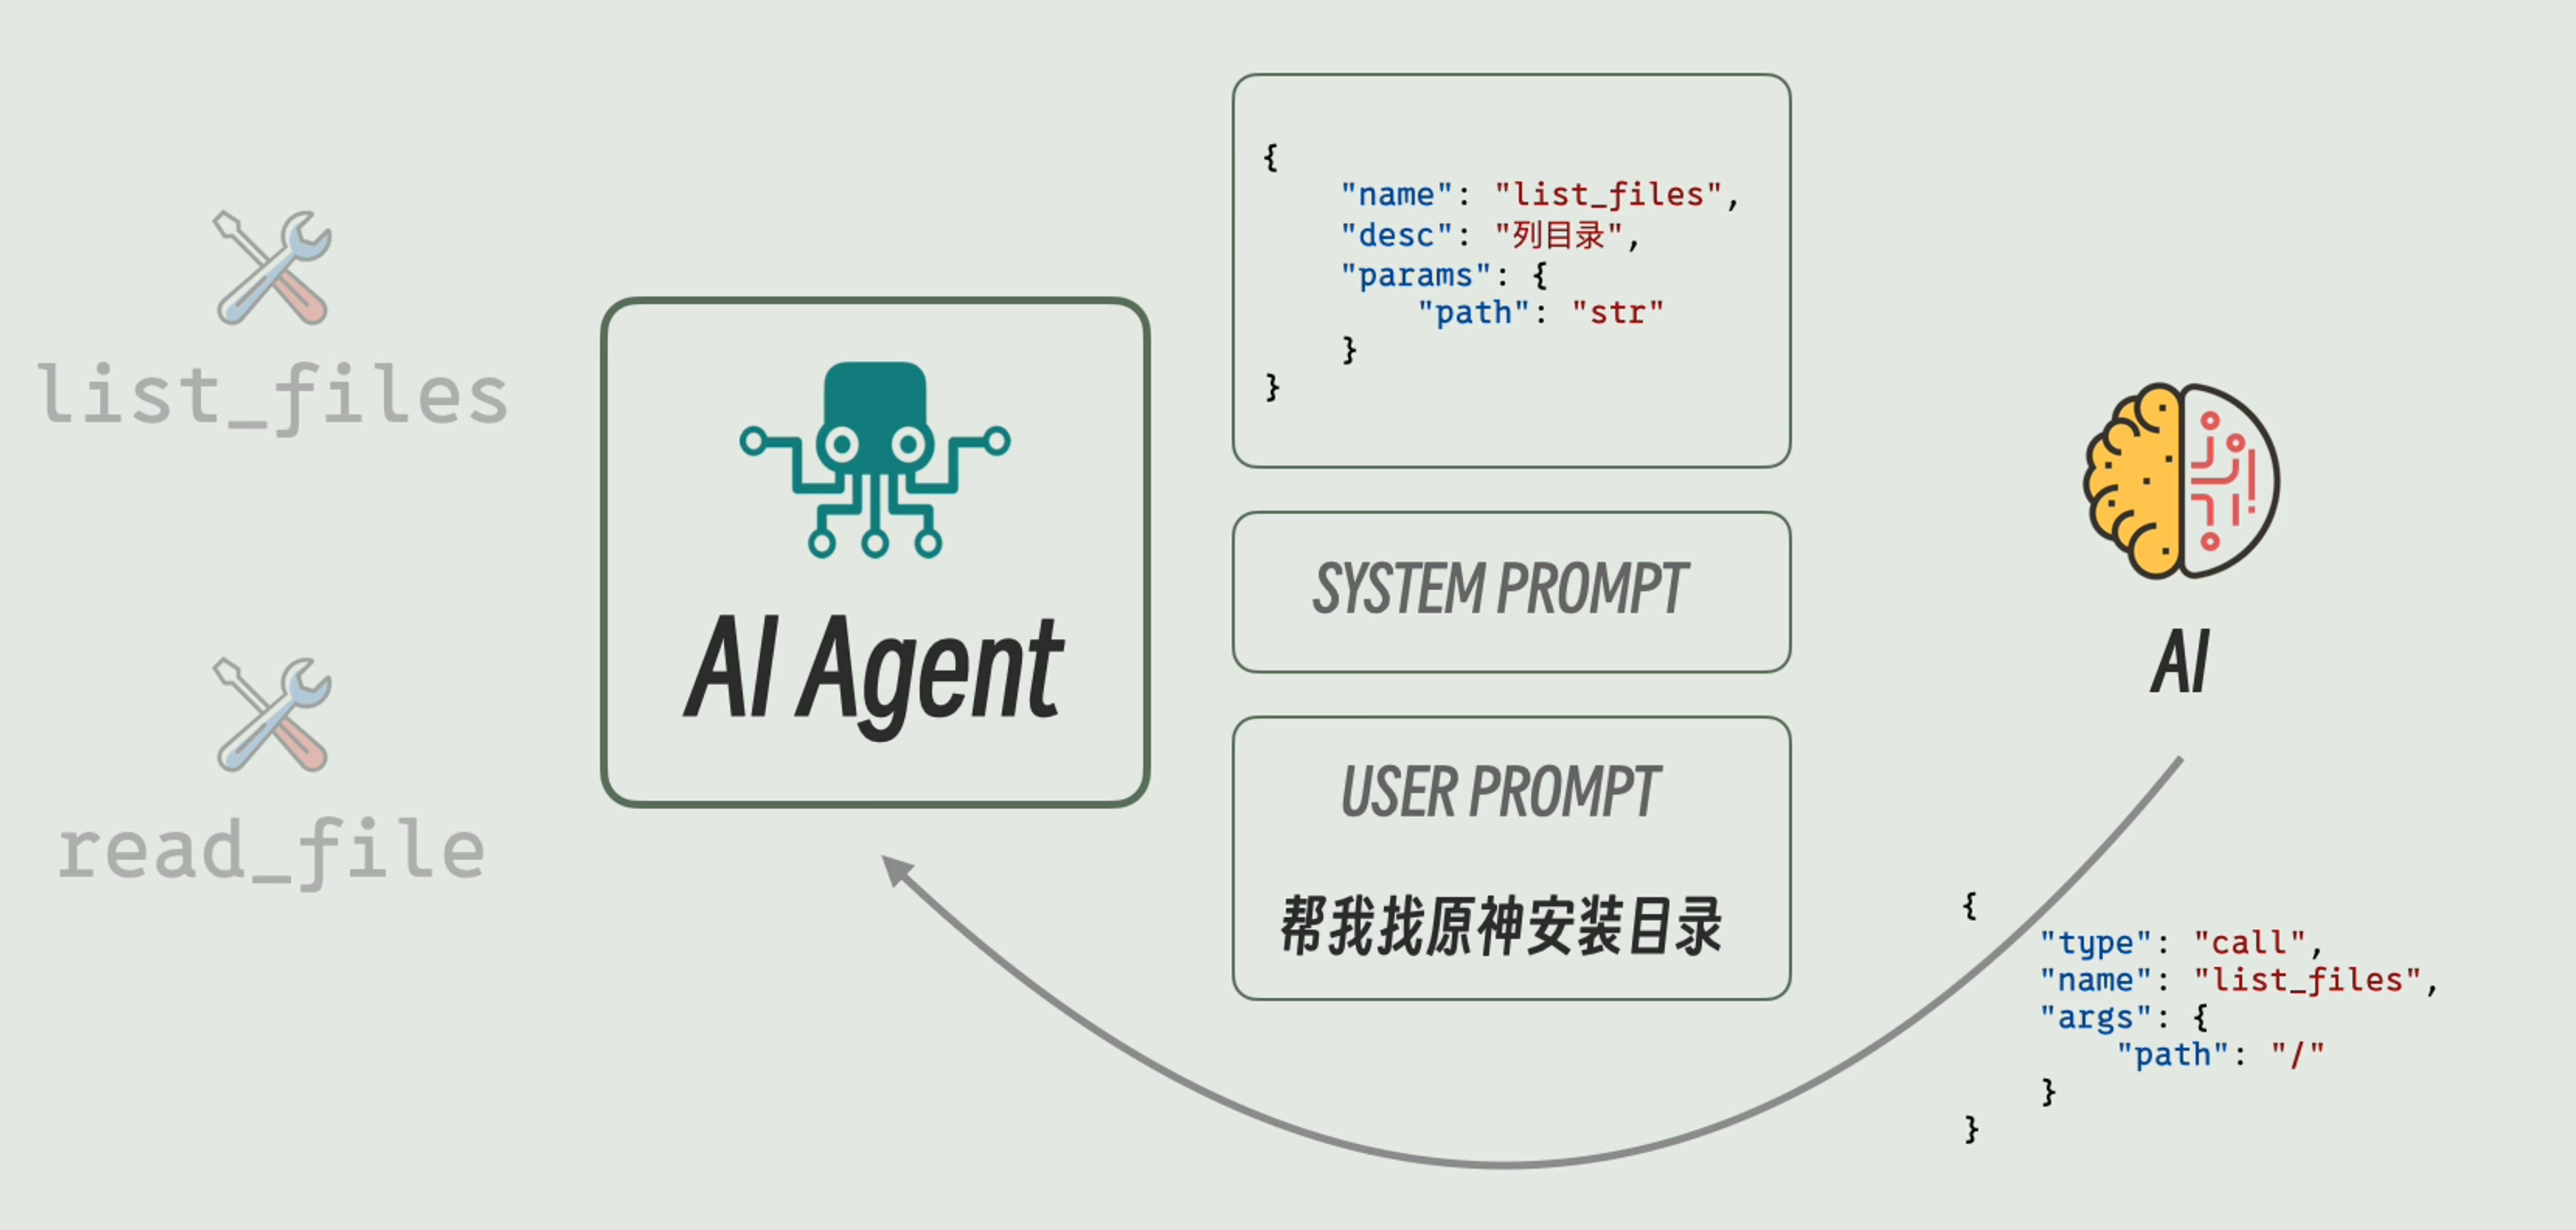 list_files
read_file
AI Agent
{
    "name": "list_files",
    "desc": "列目录",
    "params": {
        "path": "str"
    }
}
SYSTEM PROMPT
USER PROMPT
帮我找原神安装目录
AI
{
    "type": "call",
    "name": "list_files",
    "args": {
        "path": "/"
    }
}